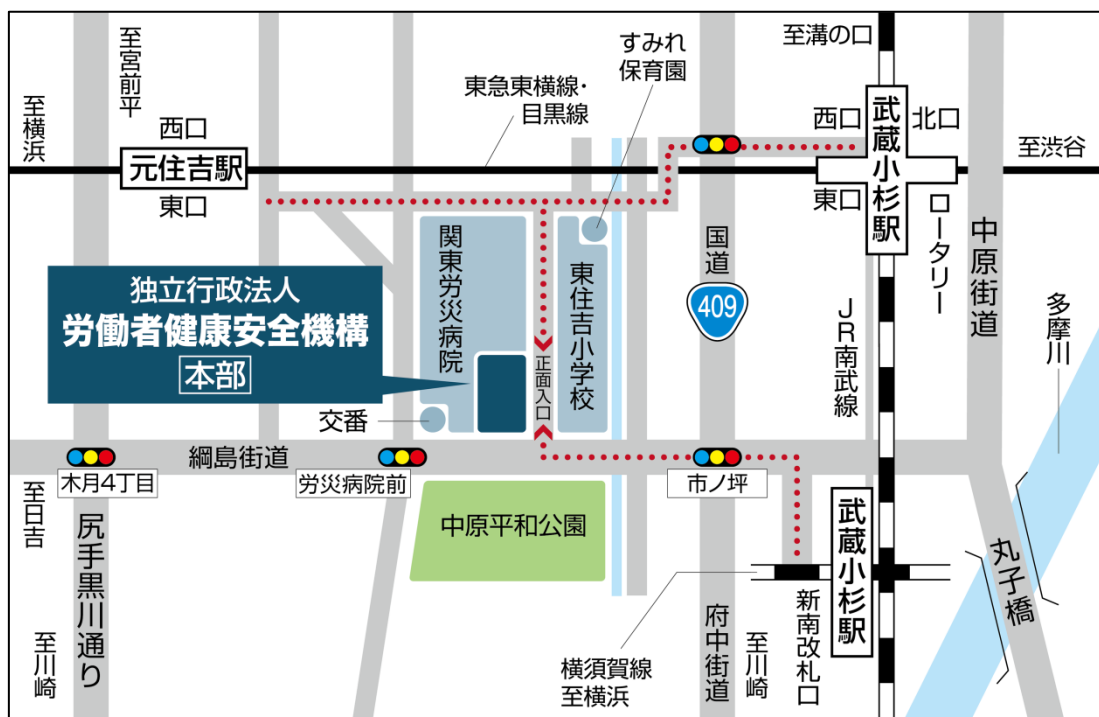 至横浜
至宮前平
西口
元住吉駅
東口
東急東横線・
目黒線
すみれ
保育園
至溝の口
西口
北口
武蔵小杉駅
東口
ロータリー
至渋谷
中原街道
多摩川
独立行政法人
労働者健康安全機構
本部
関東労災病院
正面入口
東住吉小学校
国道
409
JR南武線
交番
綱島街道
木月4丁目
労災病院前
市ノ坪
至日吉
尻手黒川通り
至川崎
中原平和公園
横須賀線
至横浜
府中街道
至川崎
新南改札口
武蔵小杉駅
丸子橋